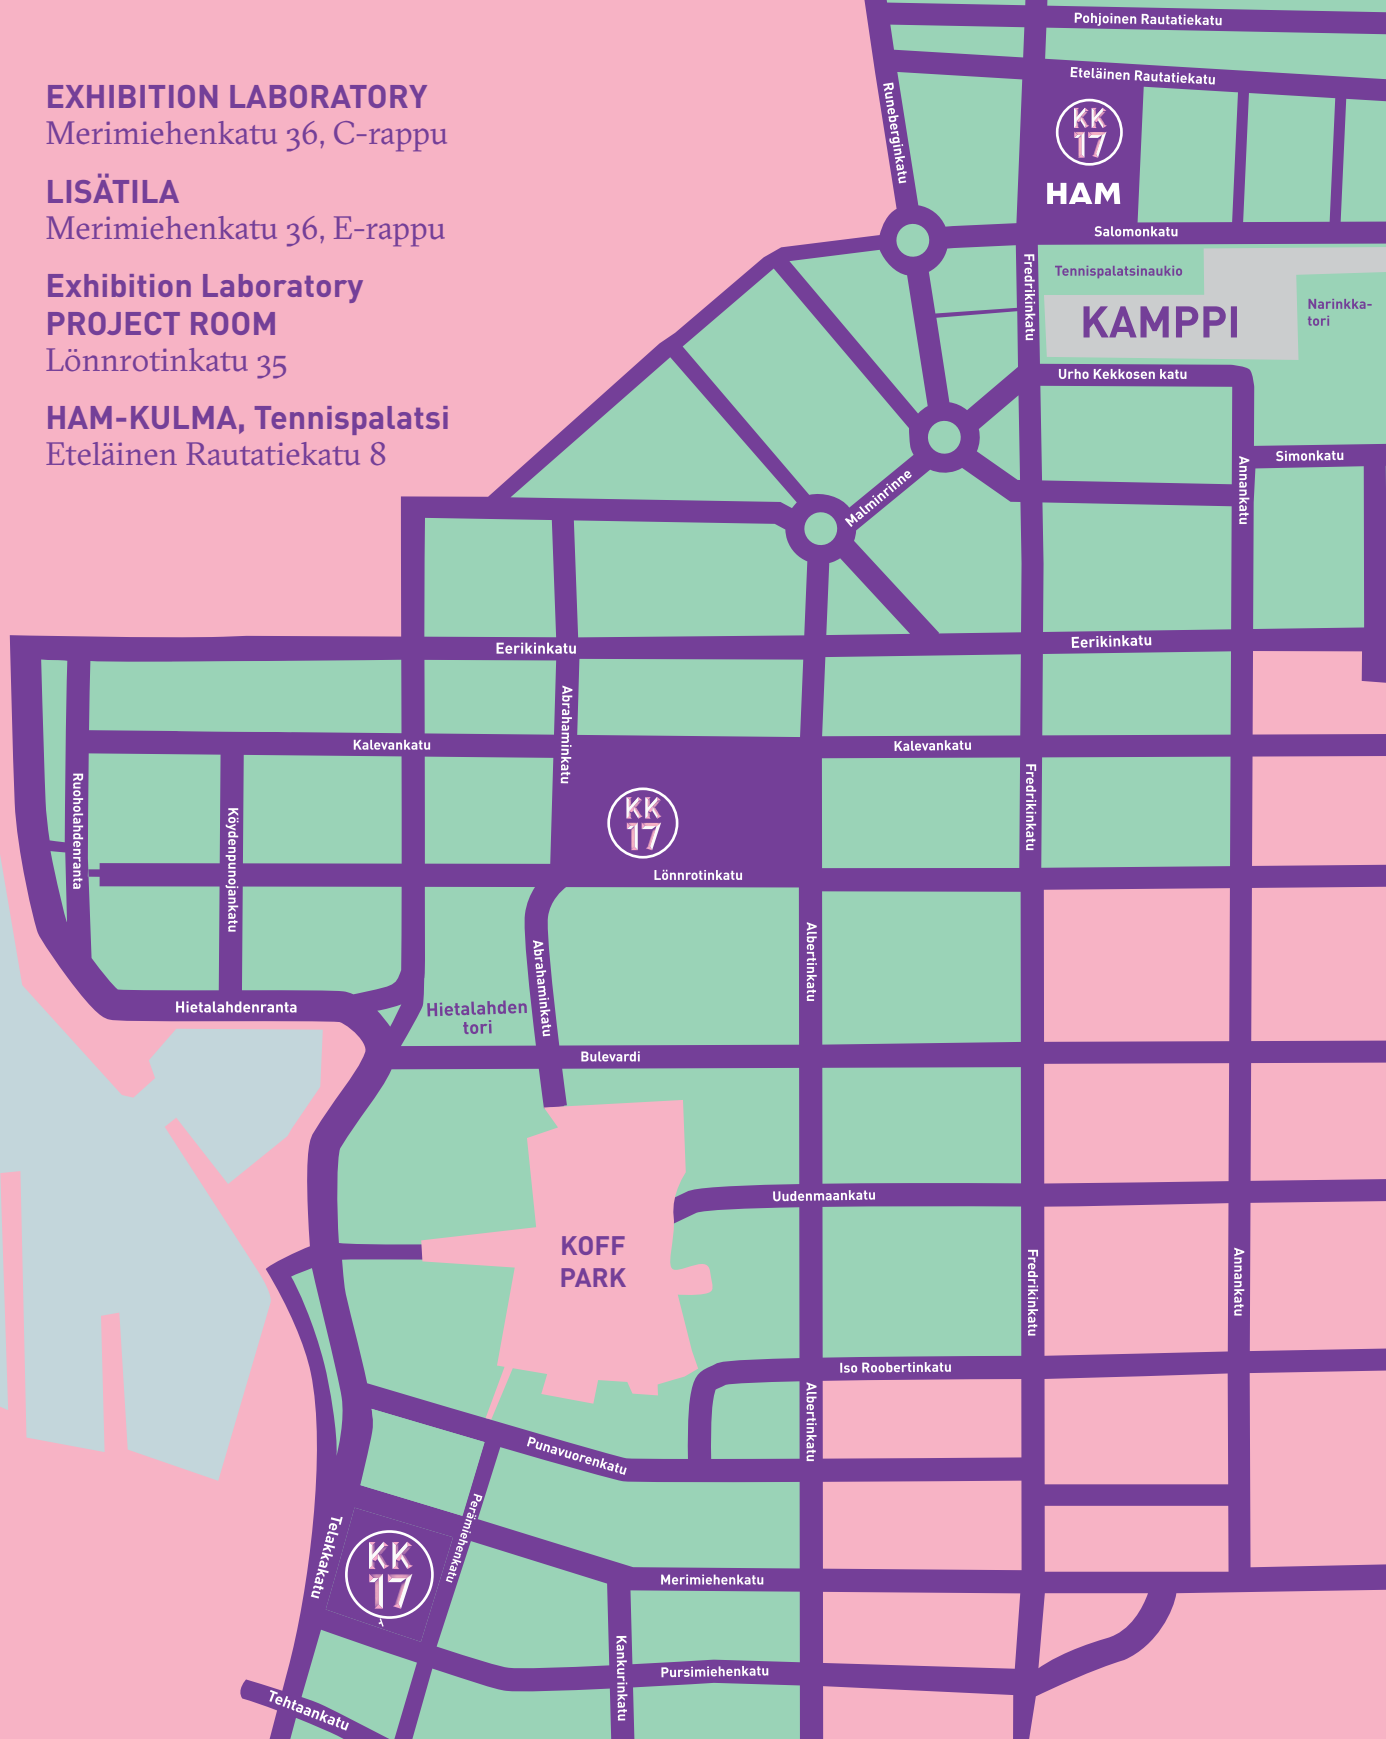 EXHIBITION LABORATORY
Merimiehenkatu 36, C-rappu
LISÄTILA
Merimiehenkatu 36, E-rappu
Exhibition Laboratory
PROJECT ROOM
Lönnrotinkatu 35
HAM-KULMA, Tennispalatsi
Eteläinen Rautatiekatu 8
Pohjoinen Rautatiekatu
Eteläinen Rautatiekatu
Runeberginkatu
KK
17
HAM
Salomonkatu
Fredrikinkatu
Tennispalatsinaukio
KAMPPI
Narinkka-
tori
Urho Kekkosen katu
Simonkatu
Annankatu
Malminrinne
Eerikinkatu
Eerikinkatu
Abrahaminkatu
Kalevankatu
Kalevankatu
Ruoholahdenranta
Köydenpunojankatu
KK
17
Fredrikinkatu
Lönnrotinkatu
Abrahaminkatu
Albertinkatu
Hietalahdenranta
Hietalahden
tori
Bulevardi
Uudenmaankatu
KOFF
PARK
Fredrikinkatu
Annankatu
Iso Roobertinkatu
Albertinkatu
Punavuorenkatu
Perämiehenkatu
Telakkakatu
KK
17
Y
Merimiehenkatu
Kankurinkatu
Pursimiehenkatu
Tehtaankatu